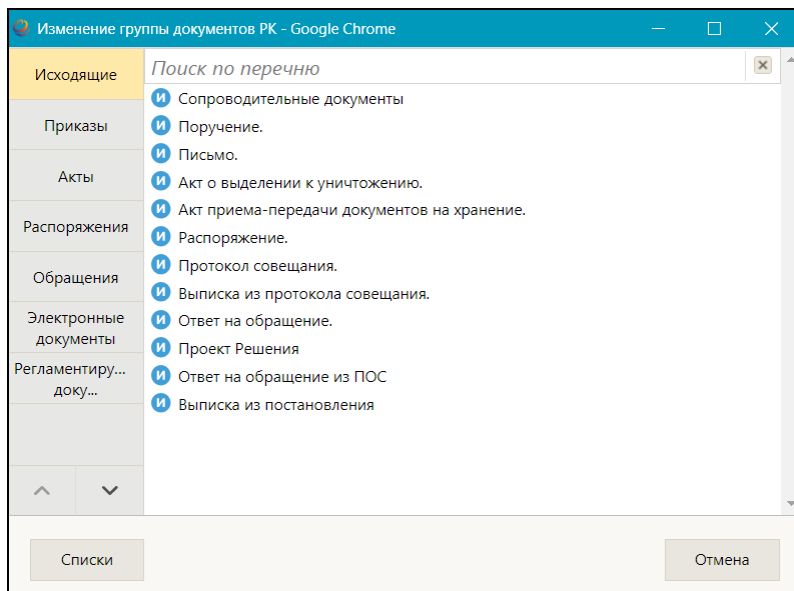 Изменение группы документов РК - Google Chrome
Исходящие
Приказы
Акты
Распоряжения
Обращения
Электронные
документы
Регламентиру...
доку...
Поиск по перечню
И Сопроводительные документы
И Поручение.
И Письмо.
И Акт о выделении к уничтожению.
И Акт приема-передачи документов на хранение.
И Распоряжение.
И Протокол совещания.
И Выписка из протокола совещания.
И Ответ на обращение.
И Проект Решения
И Ответ на обращение из ПОС
И Выписка из постановления
Списки
Отмена